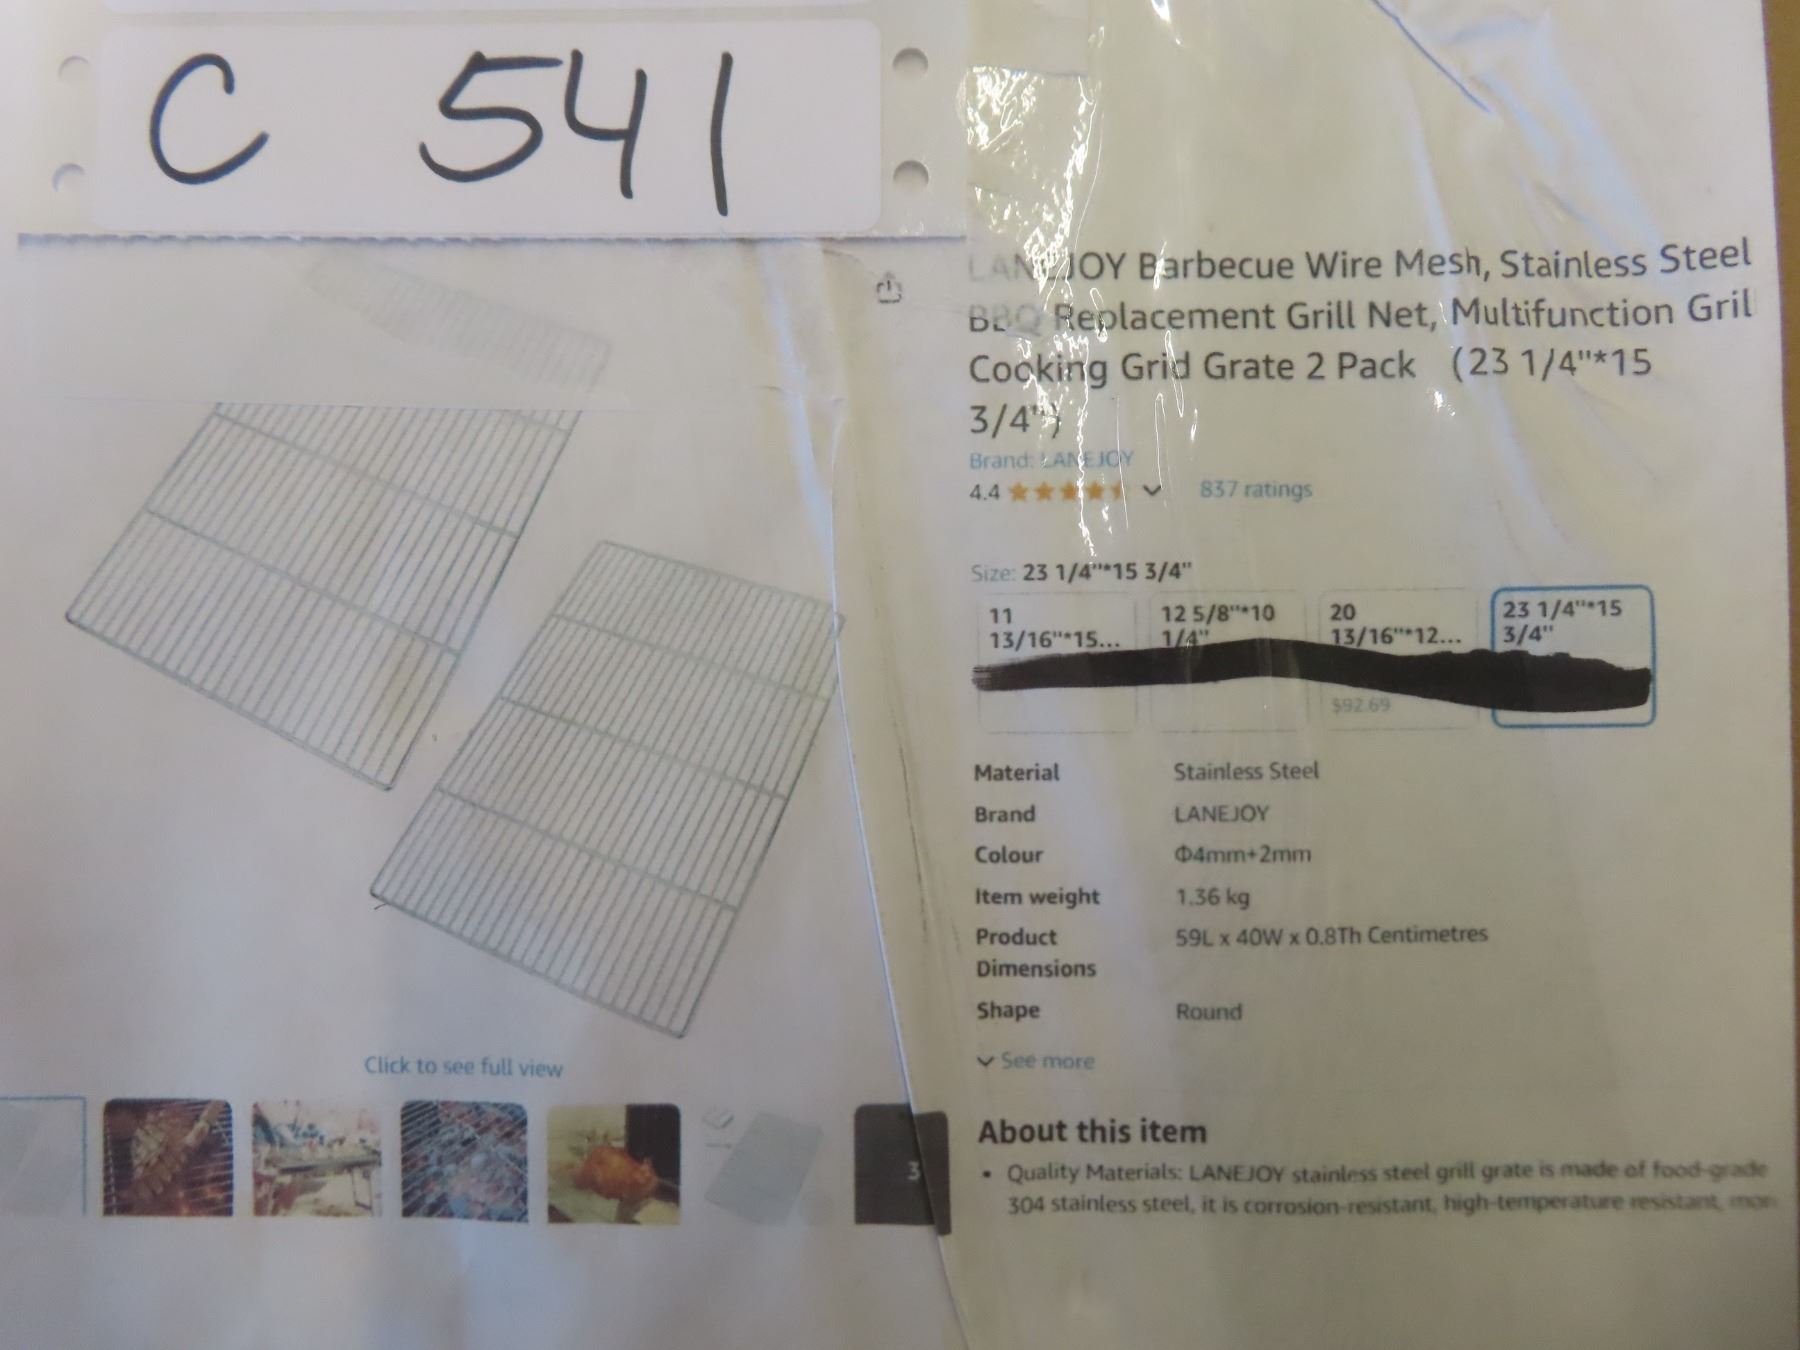 C 541
LANEJOY Barbecue Wire Mesh, Stainless Steel
BBQ Replacement Grill Net, Multifunction Gril
Cooking Grid Grate 2 Pack (23 1/4"*15
3/4")
Brand: LANEJOY
4.4 837 ratings
Size: 23 1/4"*15 3/4"
11
13/16"*15...
12 5/8"*10
1/4"
20
13/16"*12...
$92.69
23 1/4"*15
3/4"
Material Stainless Steel
Brand LANEJOY
Colour Φ4mm+2mm
Item weight 1.36 kg
Product 59L x 40W x 0.8Th Centimetres
Dimensions
Shape Round
See more
Click to see full view
3
About this item
• Quality Materials: LANEJOY stainless steel grill grate is made of food-grade
304 stainless steel, it is corrosion-resistant, high-temperature resistant,